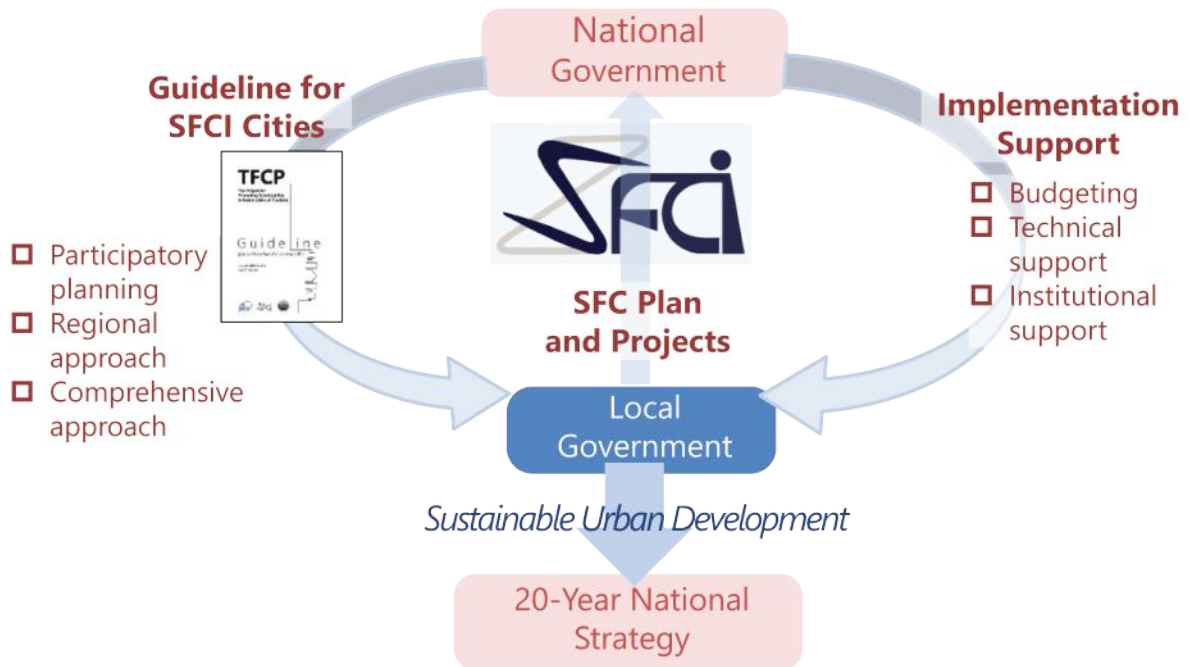 National
Government
Guideline for
SFCI Cities
TFCP
Guideline
Participatory
planning
Regional
approach
Comprehensive
approach
SFCI
SFC Plan
and Projects
Implementation
Support
Budgeting
Technical
support
Institutional
support
Local
Government
Sustainable Urban Development
20-Year National
Strategy